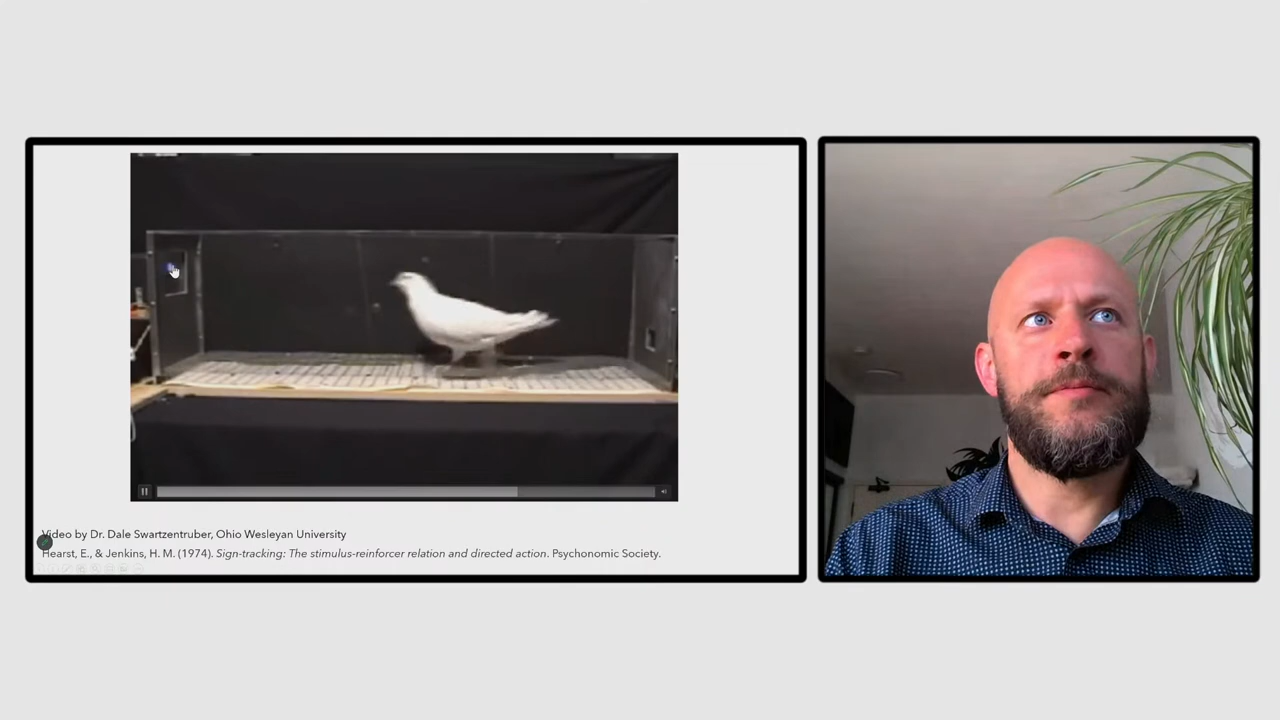 Video by Dr. Dale Swartzentruber, Ohio Wesleyan University
Hearst, E., & Jenkins, H. M. (1974). Sign-tracking: The stimulus-reinforcer relation and directed action. Psychonomic Society.